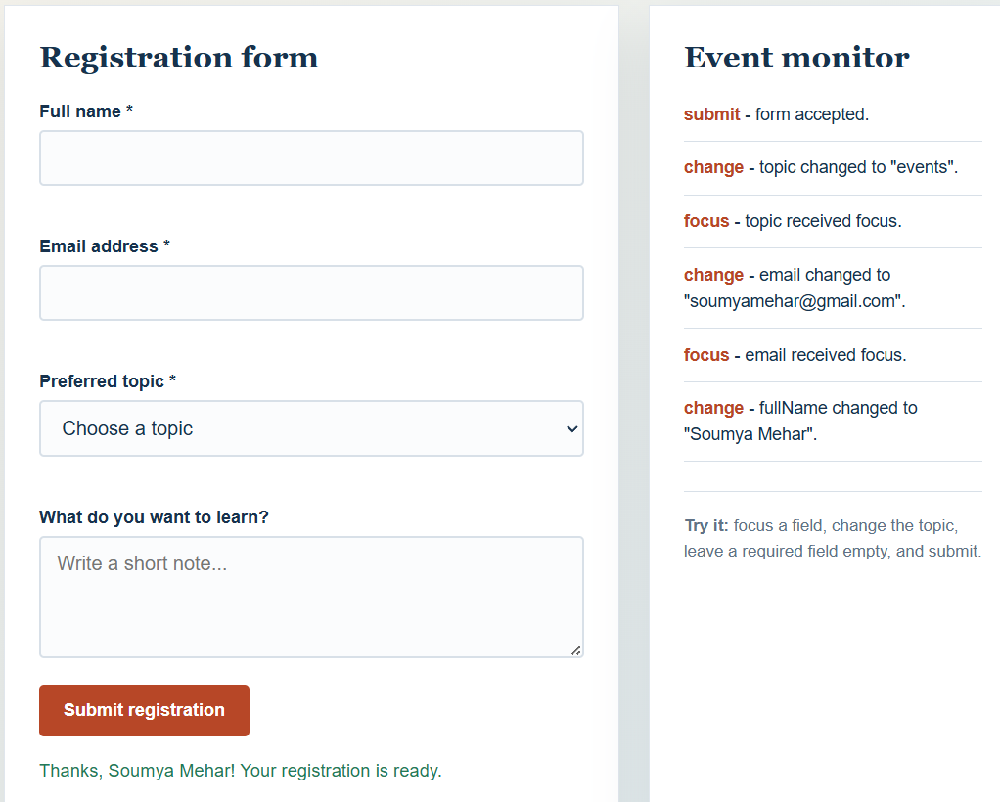 Registration form
Full name *
Email address *
Preferred topic *
Choose a topic
What do you want to learn?
Write a short note...
Submit registration
Thanks, Soumya Mehar! Your registration is ready.
Event monitor
submit - form accepted.
change - topic changed to "events".
focus - topic received focus.
change - email changed to
"soumyamehar@gmail.com".
focus - email received focus.
change - fullName changed to
"Soumya Mehar".
Try it: focus a field, change the topic,
leave a required field empty, and submit.